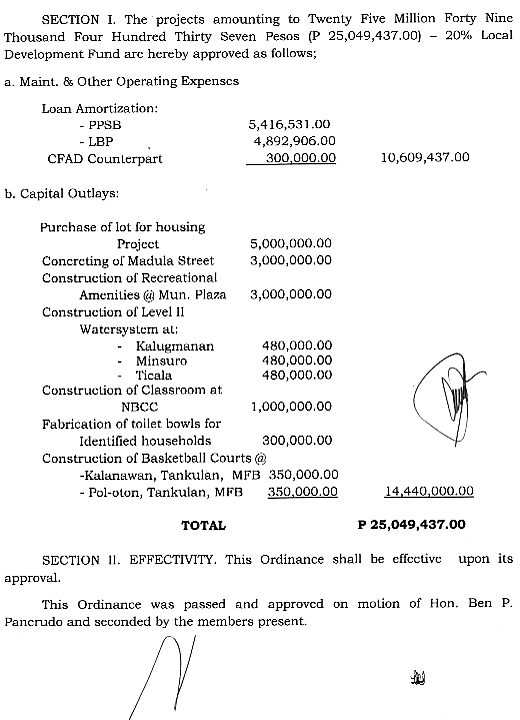 SECTION I. The projects amounting to Twenty Five Million Forty Nine
Thousand Four Hundred Thirty Seven Pesos (P 25,049,437.00) – 20% Local
Development Fund are hereby approved as follows;
a. Maint. & Other Operating Expenses
Loan Amortization:
- PPSB 5,416,531.00
- LBP 4,892,906.00
CFAD Counterpart 300,000.00 10,609,437.00
b. Capital Outlays:
Purchase of lot for housing
Project 5,000,000.00
Concreting of Madula Street 3,000,000.00
Construction of Recreational
Amenities @ Mun. Plaza 3,000,000.00
Construction of Level II
Watersystem at:
- Kalugmanan 480,000.00
- Minsuro 480,000.00
- Ticala 480,000.00
Construction of Classroom at
NBCC 1,000,000.00
Fabrication of toilet bowls for
Identified households 300,000.00
Construction of Basketball Courts @
-Kalanawan, Tankulan, MFB 350,000.00
- Pol-oton, Tankulan, MFB 350,000.00 14,440,000.00
TOTAL P 25,049,437.00
SECTION II. EFFECTIVITY. This Ordinance shall be effective upon its
approval.
This Ordinance was passed and approved on motion of Hon. Ben P.
Pancrudo and seconded by the members present.